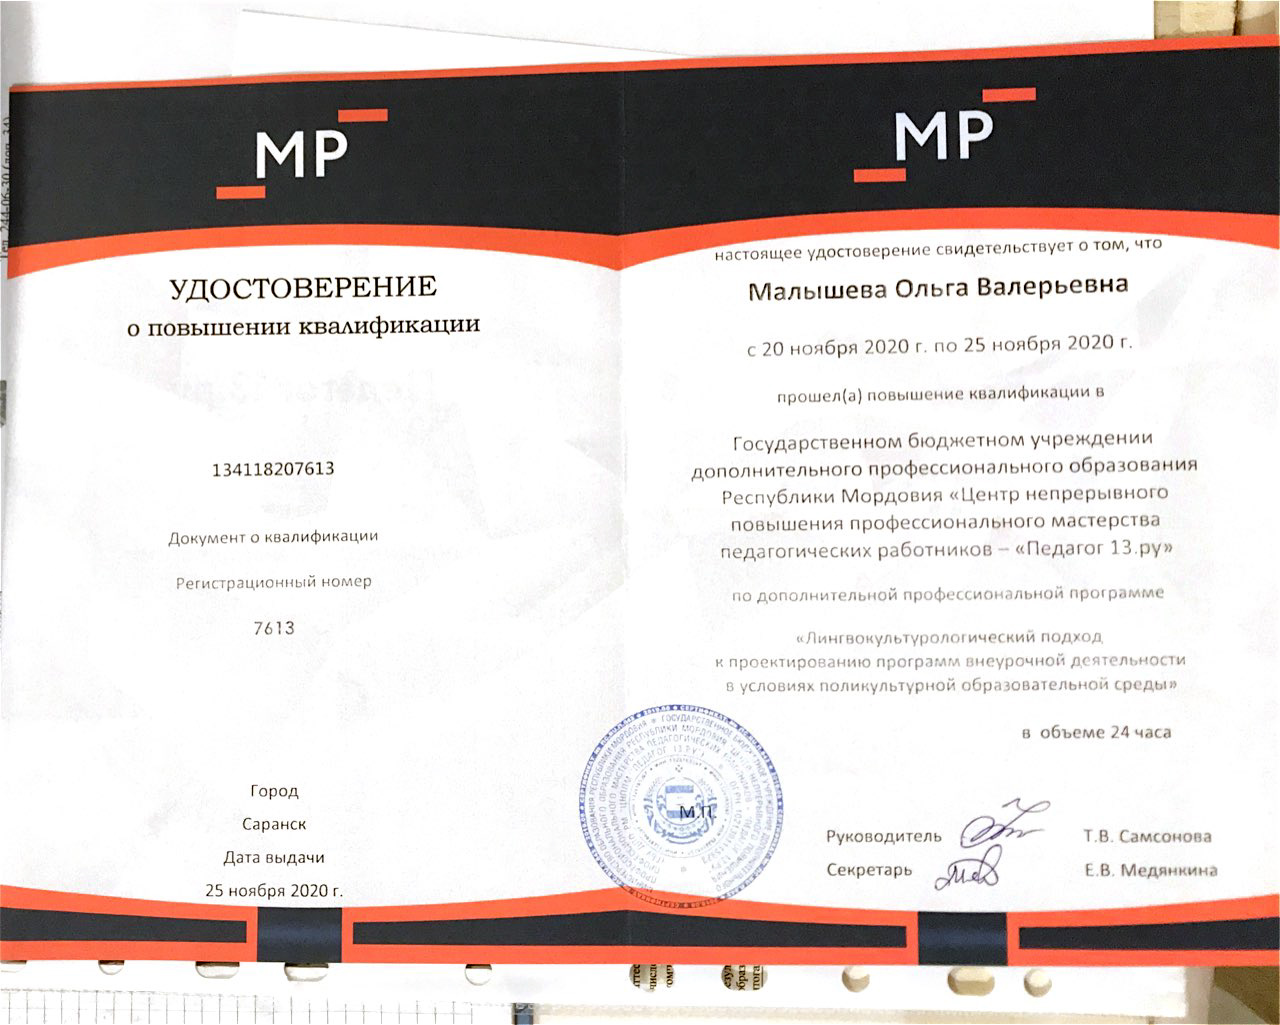 МР
УДОСТОВЕРЕНИЕ
о повышении квалификации
134118207613
Документ о квалификации
Регистрационный номер
7613
Город
Саранск
Дата выдачи
25 ноября 2020 г.
МР
настоящее удостоверение свидетельствует о том, что
Малышева Ольга Валерьевна
с 20 ноября 2020 г. по 25 ноября 2020 г.
прошел(а) повышение квалификации в
Государственном бюджетном учреждении
дополнительного профессионального образования
Республики Мордовия «Центр непрерывного
повышения профессионального мастерства
педагогических работников – «Педагог 13.ру»
по дополнительной профессиональной программе
«Лингвокультурологический подход
к проектированию программ внеурочной деятельности
в условиях поликультурной образовательной среды»
в объеме 24 часа
М.П.
Руководитель Т.В. Самсонова
Секретарь Е.В. Медянкина